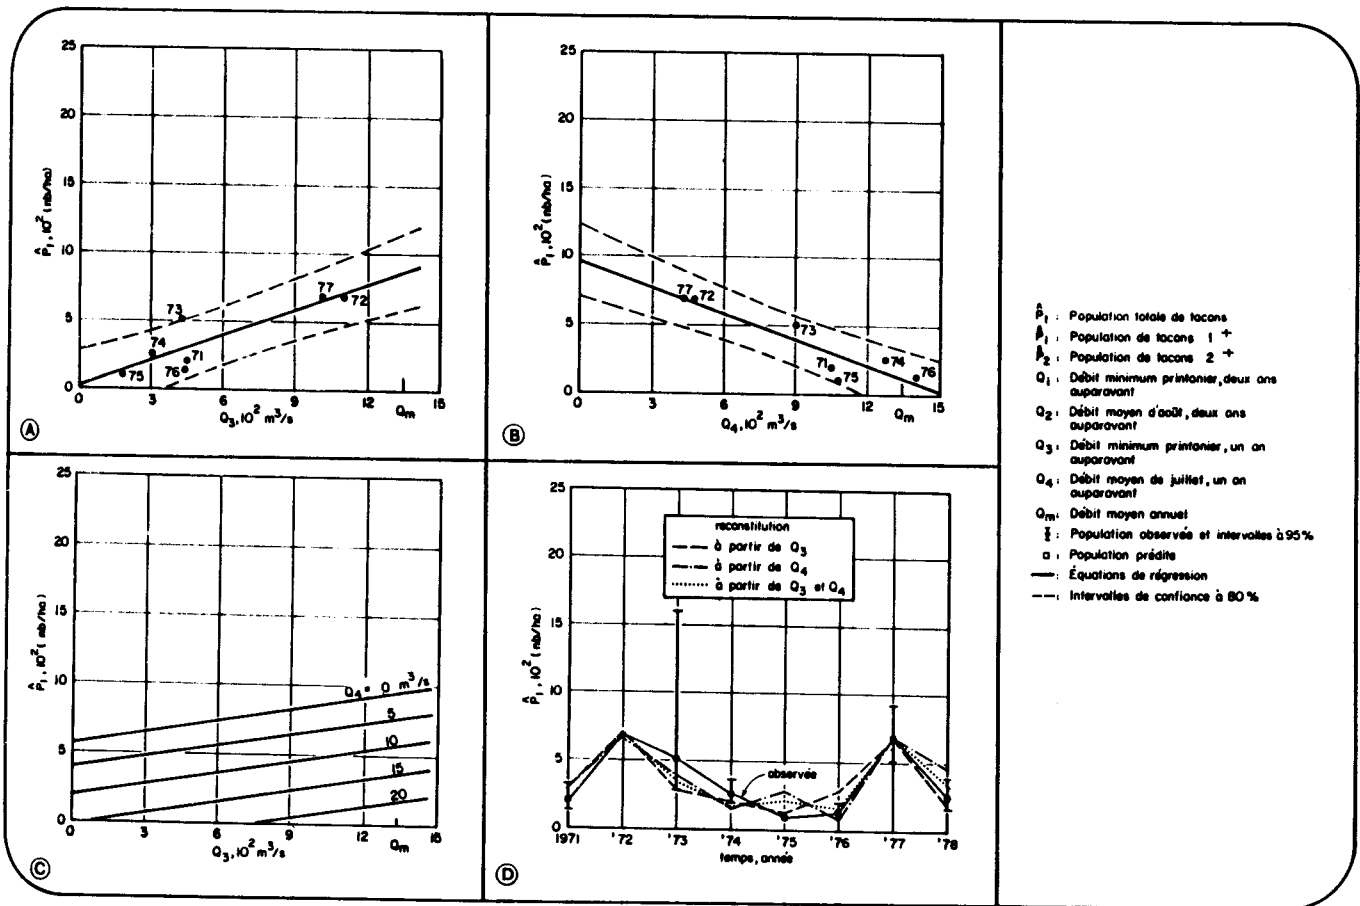 25
20
15
10
5
0
P̂₁, 10² (nb/ha)
73
74
75
71
76
77
72
0 3 6 9 12 Qm 15
Q₃, 10² m³/s
A
25
20
15
10
5
0
P̂₁, 10² (nb/ha)
77
72
73
71
75
74
76
0 3 6 9 12 Qm 15
Q₄, 10² m³/s
B
25
20
15
10
5
0
P̂₁, 10² (nb/ha)
Q₄ = 0 m³/s
5
10
15
20
0 3 6 9 12 Qm 15
Q₃, 10² m³/s
C
25
20
15
10
5
0
P̂₁, 10² (nb/ha)
reconstitution
à partir de Q₃
à partir de Q₄
à partir de Q₃ et Q₄
observée
1971 '72 '73 '74 '75 '76 '77 '78
temps, année
D
P̂₁ : Population totale de tacons
p̂₁ : Population de tacons 1 +
p̂₂ : Population de tacons 2 +
Q₁ : Débit minimum printanier, deux ans
auparavant
Q₂ : Débit moyen d'août, deux ans
auparavant
Q₃ : Débit minimum printanier, un an
auparavant
Q₄ : Débit moyen de juillet, un an
auparavant
Qm : Débit moyen annuel
: Population observée et intervalles à 95%
: Population prédite
: Équations de régression
: Intervalles de confiance à 80 %